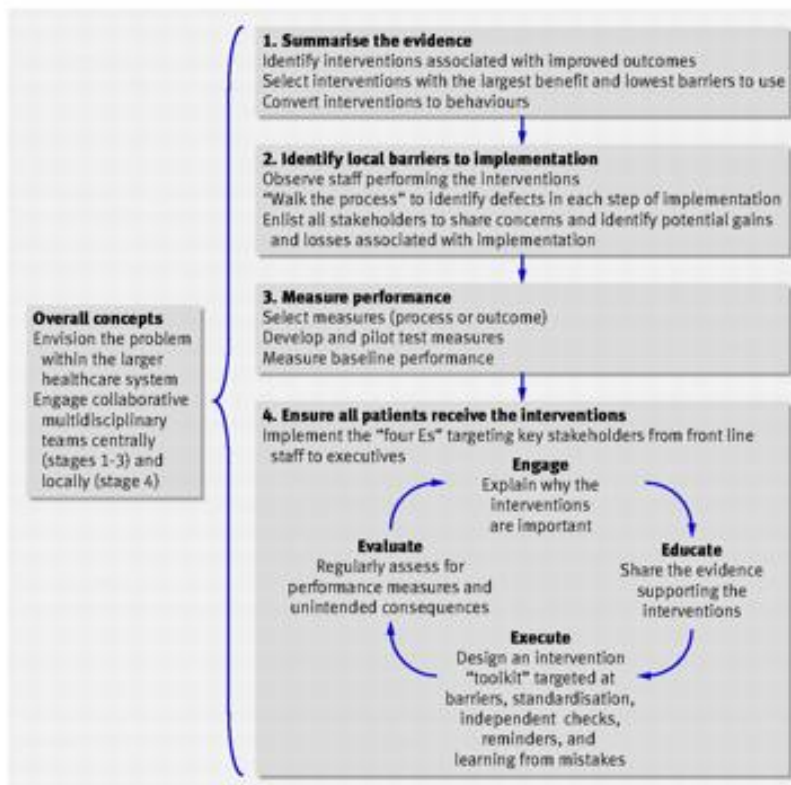 1. Summarise the evidence
Identify interventions associated with improved outcomes
Select interventions with the largest benefit and lowest barriers to use
Convert interventions to behaviours
2. Identify local barriers to implementation
Observe staff performing the interventions
"Walk the process" to identify defects in each step of implementation
Enlist all stakeholders to share concerns and identify potential gains
and losses associated with implementation
3. Measure performance
Select measures (process or outcome)
Develop and pilot test measures
Measure baseline performance
Overall concepts
Envision the problem
within the larger
healthcare system
Engage collaborative
multidisciplinary
teams centrally
(stages 1-3) and
locally (stage 4)
4. Ensure all patients receive the interventions
Implement the "four Es" targeting key stakeholders from front line
staff to executives
Engage
Explain why the
interventions
are important
Educate
Share the evidence
supporting the
interventions
Execute
Design an intervention
"toolkit" targeted at
barriers, standardisation,
independent checks,
reminders, and
learning from mistakes
Evaluate
Regularly assess for
performance measures and
unintended consequences